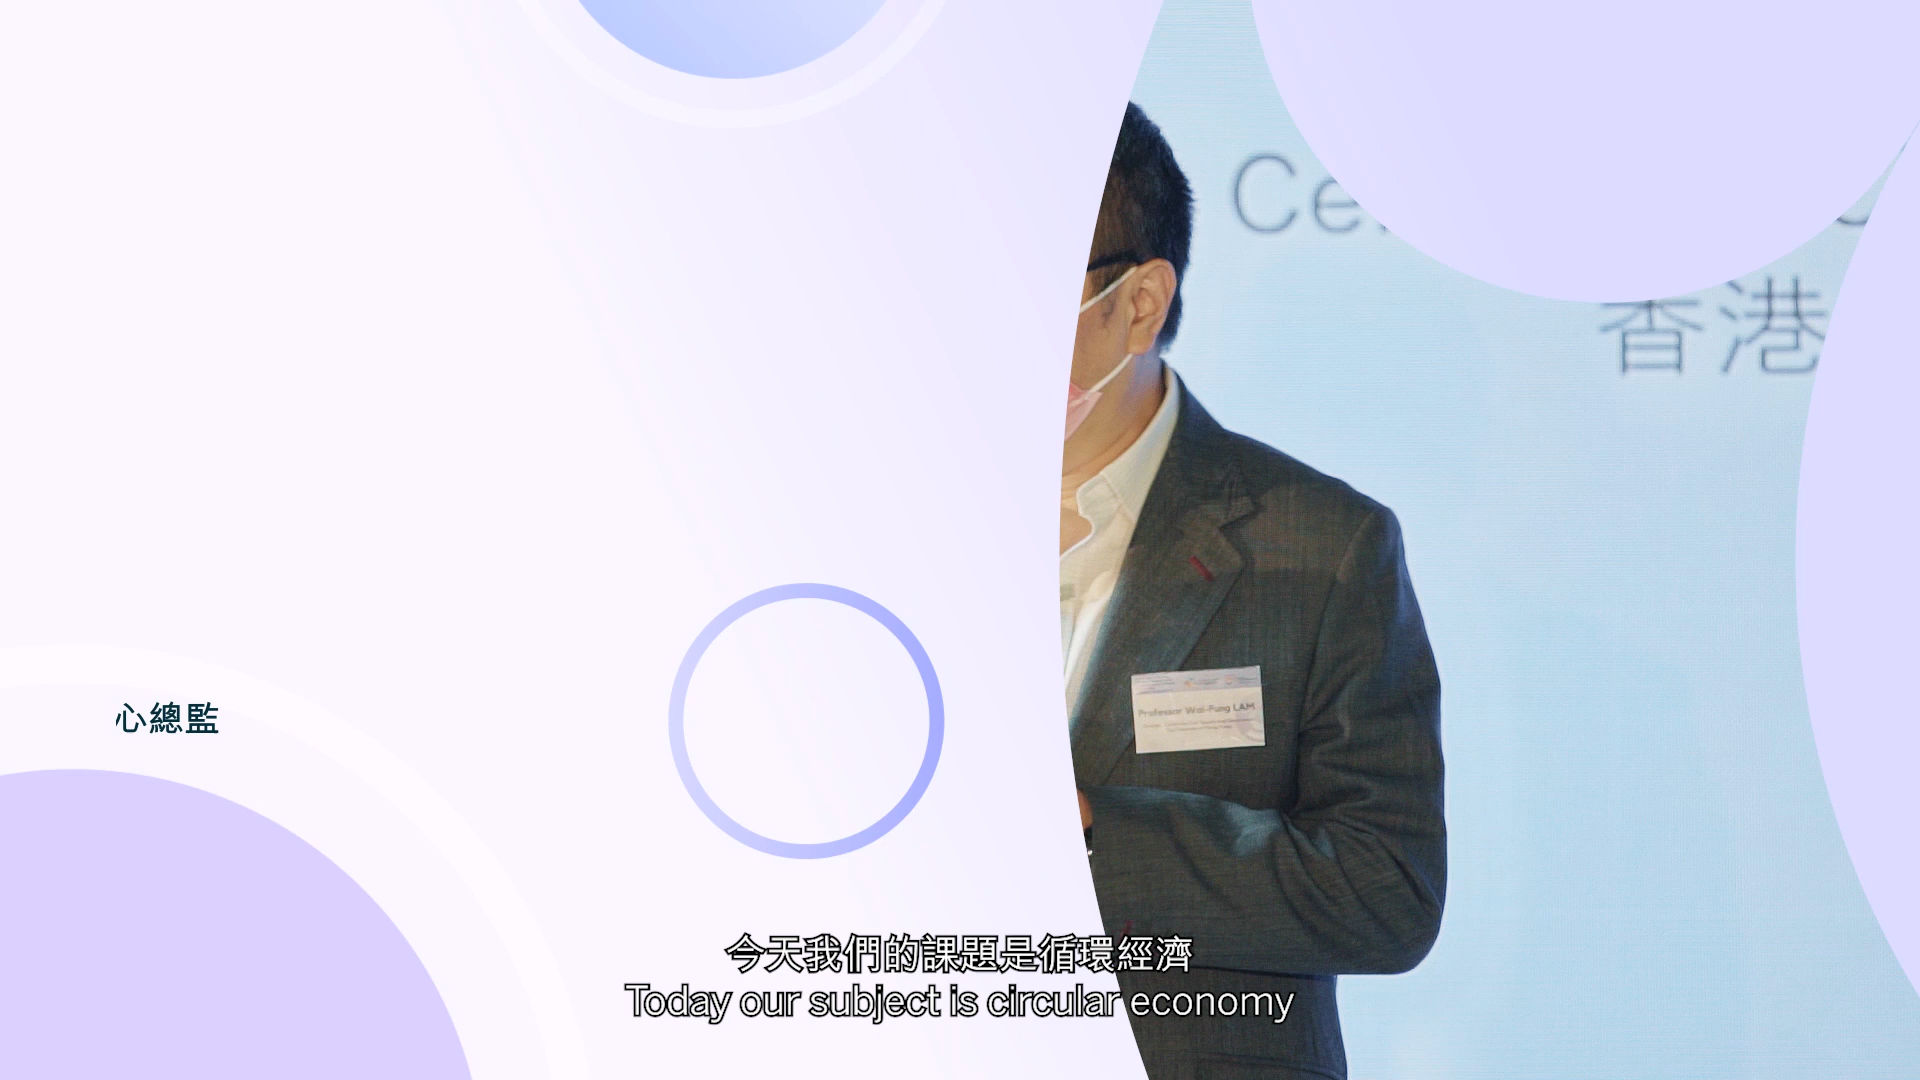 Ce
香港
心總監
Professor Wai-Fung LAM
今天我們的課題是循環經濟
Today our subject is circular economy